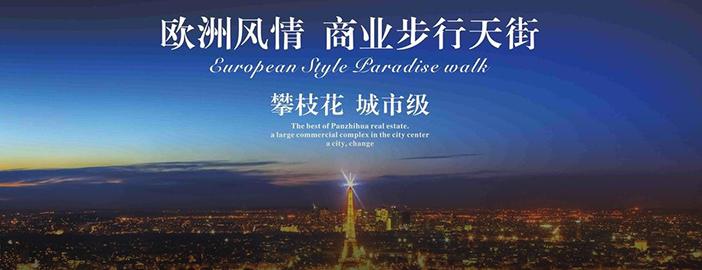 欧洲风情 商业步行天街
European Style Paradise walk
攀枝花 城市级
The best of Panzhihua real estate.
a large commercial complex in the city center
a city, change